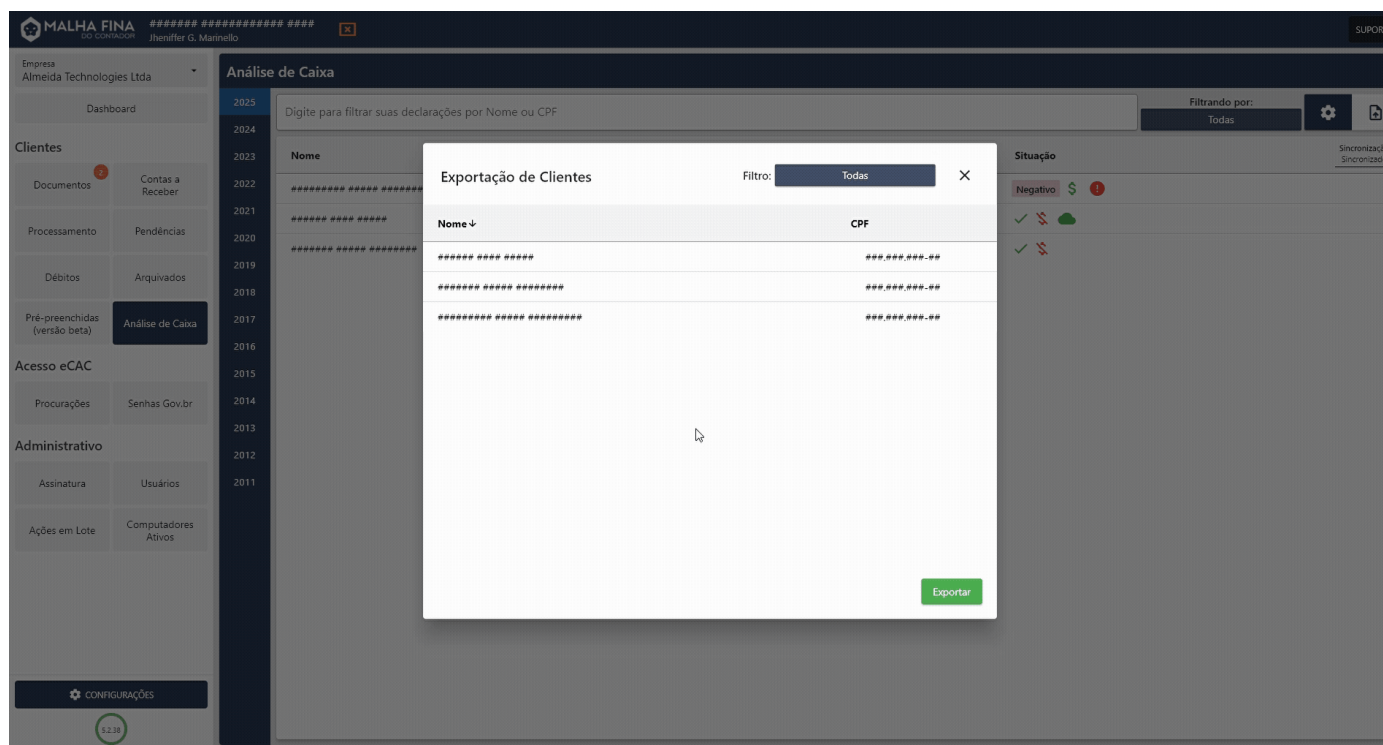 MALHA FINA
DO CONTADOR
####### ############ ####
Jheniffer G. Marinello
SUPOR
Empresa
Almeida Technologies Ltda
Dashboard
Clientes
Documentos
2
Contas a
Receber
Processamento
Pendências
Débitos
Arquivados
Pré-preenchidas
(versão beta)
Análise de Caixa
Acesso eCAC
Procurações
Senhas Gov.br
Administrativo
Assinatura
Usuários
Ações em Lote
Computadores
Ativos
CONFIGURAÇÕES
5.2.38
Análise de Caixa
2025
2024
2023
2022
2021
2020
2019
2018
2017
2016
2015
2014
2013
2012
2011
Digite para filtrar suas declarações por Nome ou CPF
Filtrando por:
Todas
Nome
Situação
Sincronizaçã
Sincronizad
######### ##### #######
Negativo
###### #### #####
####### ##### ########
Exportação de Clientes
Filtro:
Todas
Nome
CPF
###### #### #####
###.###.###-##
####### ##### ########
###.###.###-##
######### ##### #########
###.###.###-##
Exportar